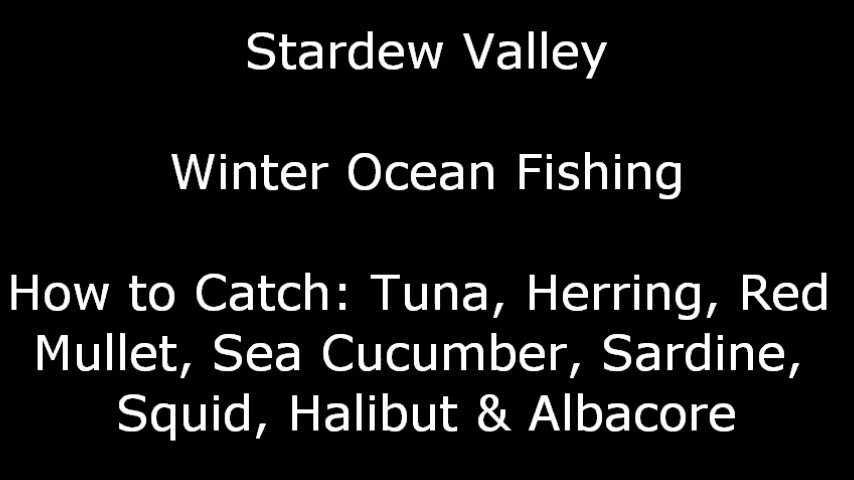 Stardew Valley
Winter Ocean Fishing
How to Catch: Tuna, Herring, Red
Mullet, Sea Cucumber, Sardine,
Squid, Halibut & Albacore